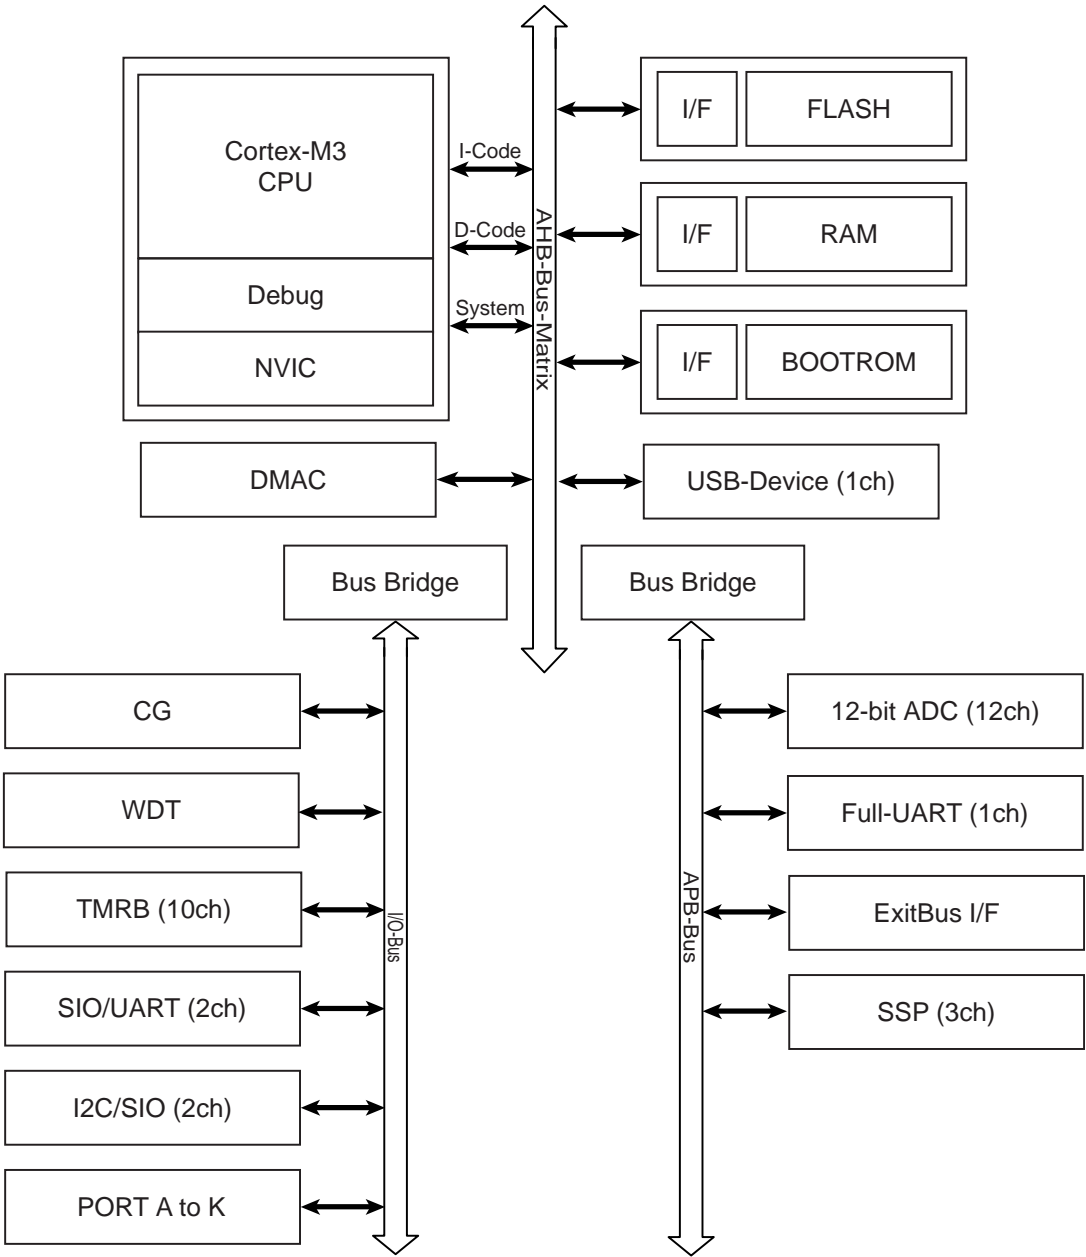 Cortex-M3
CPU
Debug
NVIC
I-Code
D-Code
System
AHB-Bus-Matrix
I/F
FLASH
I/F
RAM
I/F
BOOTROM
DMAC
USB-Device (1ch)
Bus Bridge
Bus Bridge
CG
WDT
TMRB (10ch)
SIO/UART (2ch)
I2C/SIO (2ch)
PORT A to K
I/O-Bus
APB-Bus
12-bit ADC (12ch)
Full-UART (1ch)
ExitBus I/F
SSP (3ch)